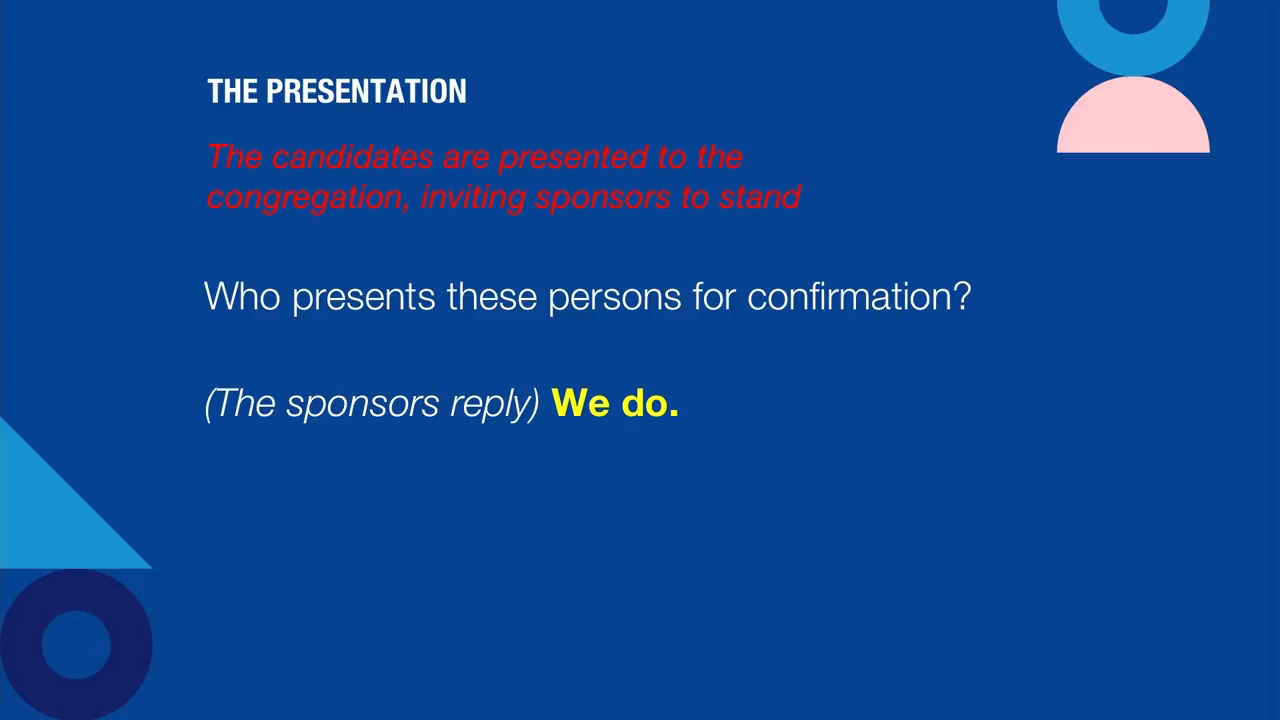 THE PRESENTATION
The candidates are presented to the
congregation, inviting sponsors to stand
Who presents these persons for confirmation?
(The sponsors reply) We do.